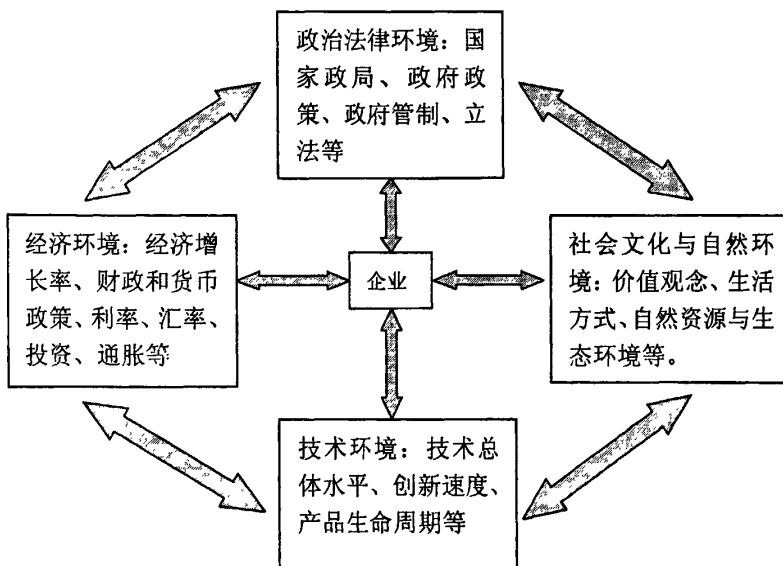 政治法律环境：国
家政局、政府政
策、政府管制、立
法等
经济环境：经济增
长率、财政和货币
政策、利率、汇率、
投资、通胀等
企业
社会文化与自然环
境：价值观念、生活
方式、自然资源与生
态环境等。
技术环境：技术总
体水平、创新速度、
产品生命周期等